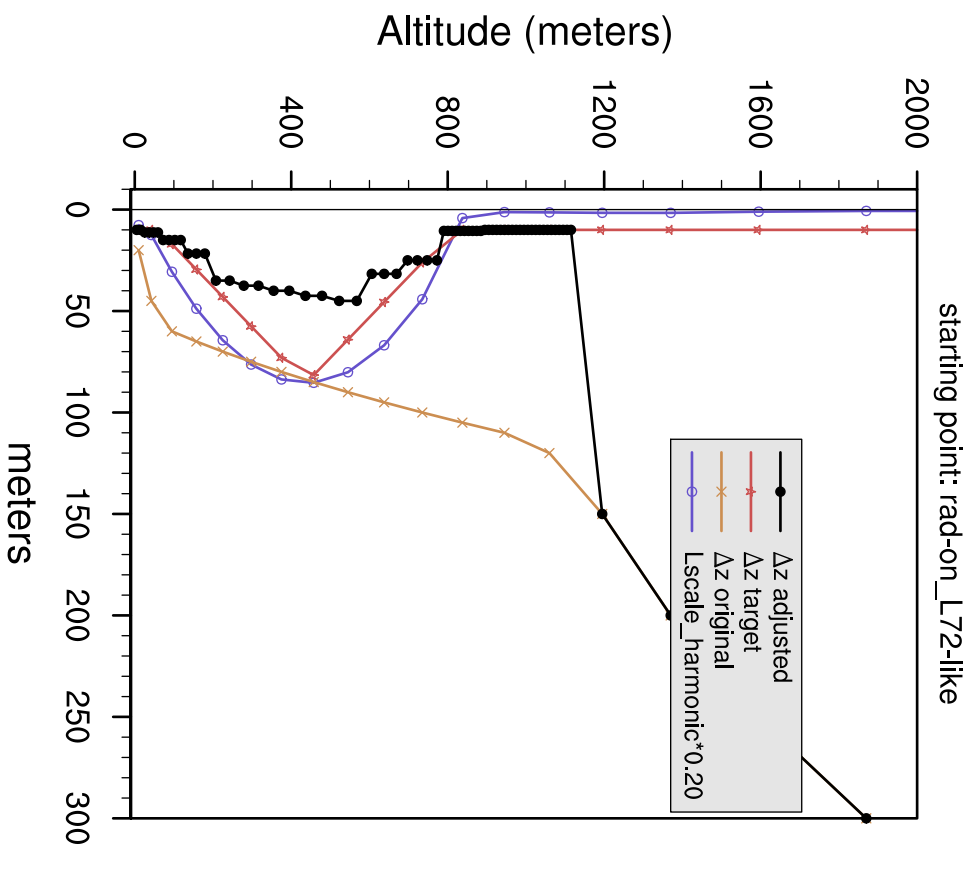 starting point: rad-on_L72-like
Altitude (meters)
2000
1600
1200
800
400
0
0
50
100
150
200
250
300
meters
Δz adjusted
Δz target
Δz original
Lscale_harmonic*0.20